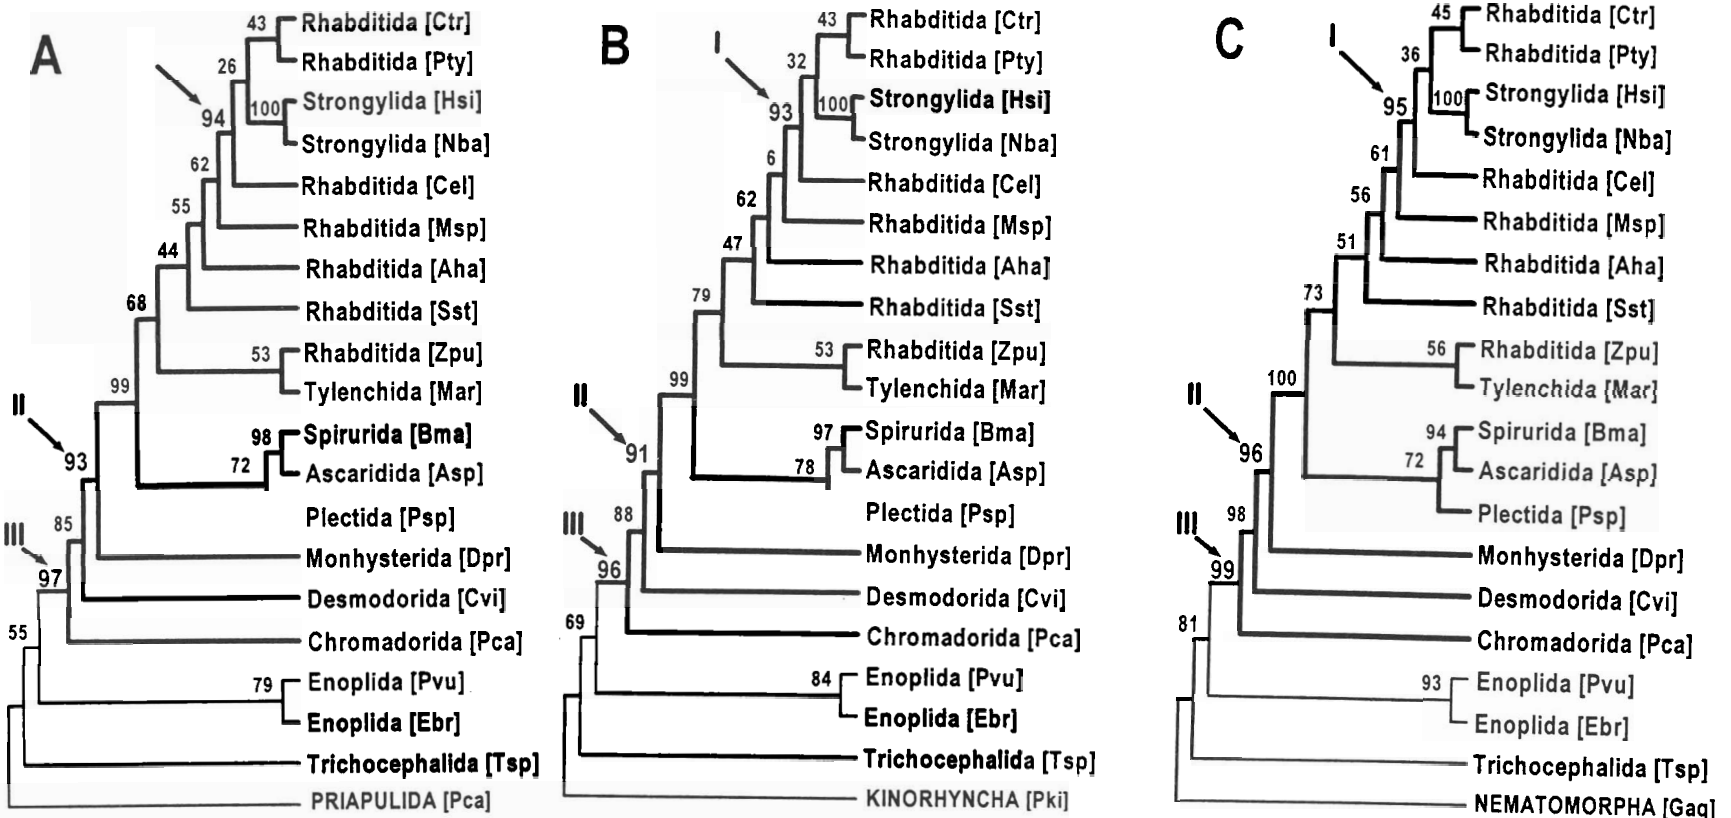 A
43
Rhabditida [Ctr]
Rhabditida [Pty]
26
100
Strongylida [Hsi]
94
Strongylida [Nba]
62
Rhabditida [Cel]
55
Rhabditida [Msp]
44
Rhabditida [Aha]
68
Rhabditida [Sst]
53
Rhabditida [Zpu]
99
Tylenchida [Mar]
II
98
Spirurida [Bma]
93
72
Ascaridida [Asp]
85
Plectida [Psp]
III
Monhysterida [Dpr]
97
Desmodorida [Cvi]
55
Chromadorida [Pca]
79
Enoplida [Pvu]
Enoplida [Ebr]
Trichocephalida [Tsp]
PRIAPULIDA [Pca]
B
I
43
Rhabditida [Ctr]
32
Rhabditida [Pty]
100
Strongylida [Hsi]
93
Strongylida [Nba]
6
Rhabditida [Cel]
62
Rhabditida [Msp]
47
Rhabditida [Aha]
79
Rhabditida [Sst]
53
Rhabditida [Zpu]
99
Tylenchida [Mar]
II
97
Spirurida [Bma]
91
78
Ascaridida [Asp]
88
Plectida [Psp]
III
Monhysterida [Dpr]
96
Desmodorida [Cvi]
69
Chromadorida [Pca]
84
Enoplida [Pvu]
Enoplida [Ebr]
Trichocephalida [Tsp]
KINORHYNCHA [Pki]
C
I
45
Rhabditida [Ctr]
36
Rhabditida [Pty]
100
Strongylida [Hsi]
95
Strongylida [Nba]
61
Rhabditida [Cel]
56
Rhabditida [Msp]
51
Rhabditida [Aha]
73
Rhabditida [Sst]
56
Rhabditida [Zpu]
100
Tylenchida [Mar]
II
94
Spirurida [Bma]
96
72
Ascaridida [Asp]
98
Plectida [Psp]
III
Monhysterida [Dpr]
99
Desmodorida [Cvi]
81
Chromadorida [Pca]
93
Enoplida [Pvu]
Enoplida [Ebr]
Trichocephalida [Tsp]
NEMATOMORPHA [Gaq]